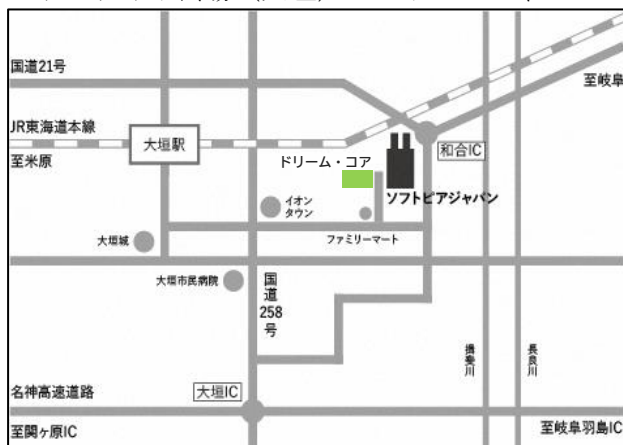 国道21号
至岐阜
JR東海道本線
大垣駅
和合IC
至米原
ドリーム・コア
ソフトピアジャパン
イオン
タウン
ファミリーマート
大垣城
大垣市民病院
国道258号
揖斐川
長良川
名神高速道路
大垣IC
至関ヶ原IC
至岐阜羽島IC